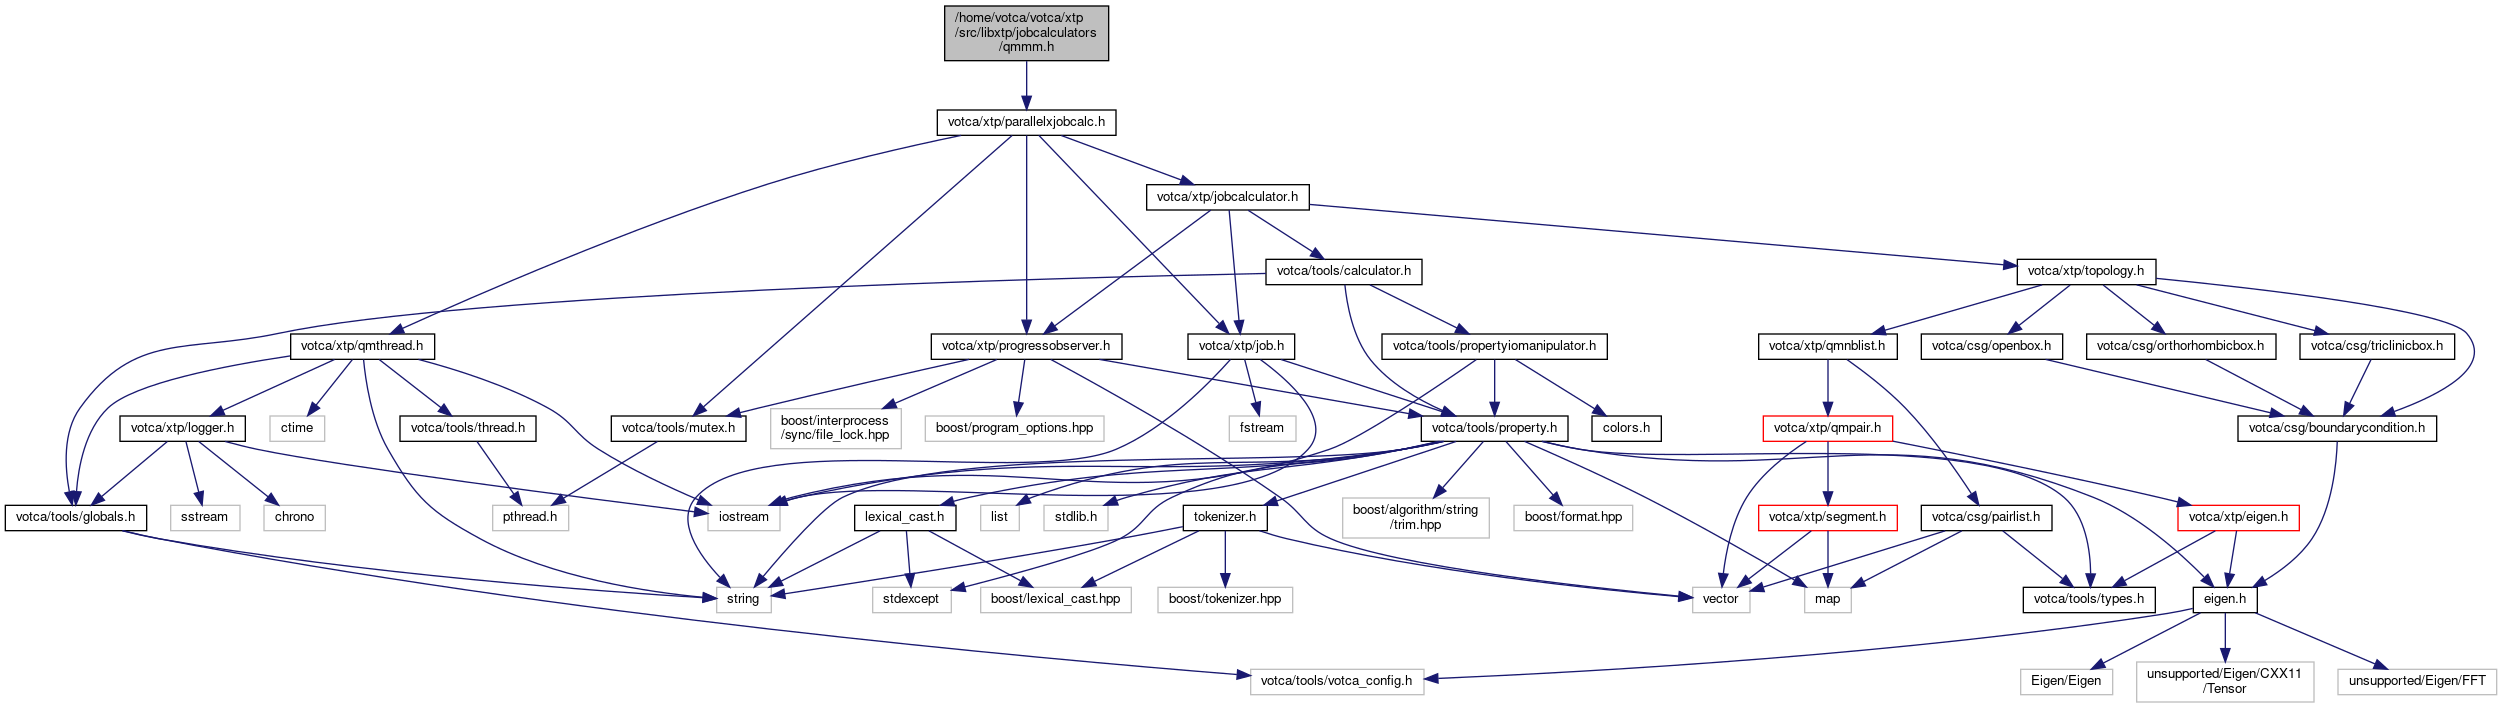 /home/votca/votca/xtp
/src/libxtp/jobcalculators
/qmmm.h
votca/xtp/parallelxjobcalc.h
votca/xtp/jobcalculator.h
votca/tools/calculator.h
votca/xtp/topology.h
votca/xtp/qmthread.h
votca/xtp/progressobserver.h
votca/xtp/job.h
votca/tools/propertyiomanipulator.h
votca/xtp/qmnblist.h
votca/csg/openbox.h
votca/csg/orthorhombicbox.h
votca/csg/triclinicbox.h
votca/xtp/logger.h
ctime
votca/tools/thread.h
votca/tools/mutex.h
boost/interprocess
/sync/file_lock.hpp
boost/program_options.hpp
fstream
votca/tools/property.h
colors.h
votca/xtp/qmpair.h
votca/csg/boundarycondition.h
votca/tools/globals.h
sstream
chrono
pthread.h
iostream
lexical_cast.h
list
stdlib.h
tokenizer.h
boost/algorithm/string
/trim.hpp
boost/format.hpp
votca/xtp/segment.h
votca/csg/pairlist.h
votca/xtp/eigen.h
string
stdexcept
boost/lexical_cast.hpp
boost/tokenizer.hpp
vector
map
votca/tools/types.h
eigen.h
votca/tools/votca_config.h
Eigen/Eigen
unsupported/Eigen/CXX11
/Tensor
unsupported/Eigen/FFT